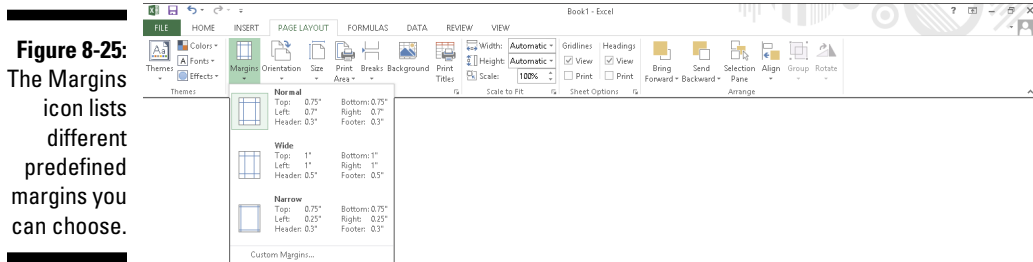 Figure 8-25:
The Margins
icon lists
different
predefined
margins you
can choose.
Book1 - Excel
?
FILE HOME INSERT PAGE LAYOUT FORMULAS DATA REVIEW VIEW
Colors
Fonts
Effects
Themes
Margins Orientation Size Print Area Breaks Background Print Titles
Width: Automatic
Height: Automatic
Scale: 100%
Gridlines Headings
View View
Print Print
Bring Forward Send Backward Selection Pane Align Group Rotate
Themes Scale to Fit Sheet Options Arrange
Normal
Top: 0.75" Bottom: 0.75"
Left: 0.7" Right: 0.7"
Header: 0.3" Footer: 0.3"
Wide
Top: 1" Bottom: 1"
Left: 1" Right: 1"
Header: 0.5" Footer: 0.5"
Narrow
Top: 0.75" Bottom: 0.75"
Left: 0.25" Right: 0.25"
Header: 0.3" Footer: 0.3"
Custom Margins...